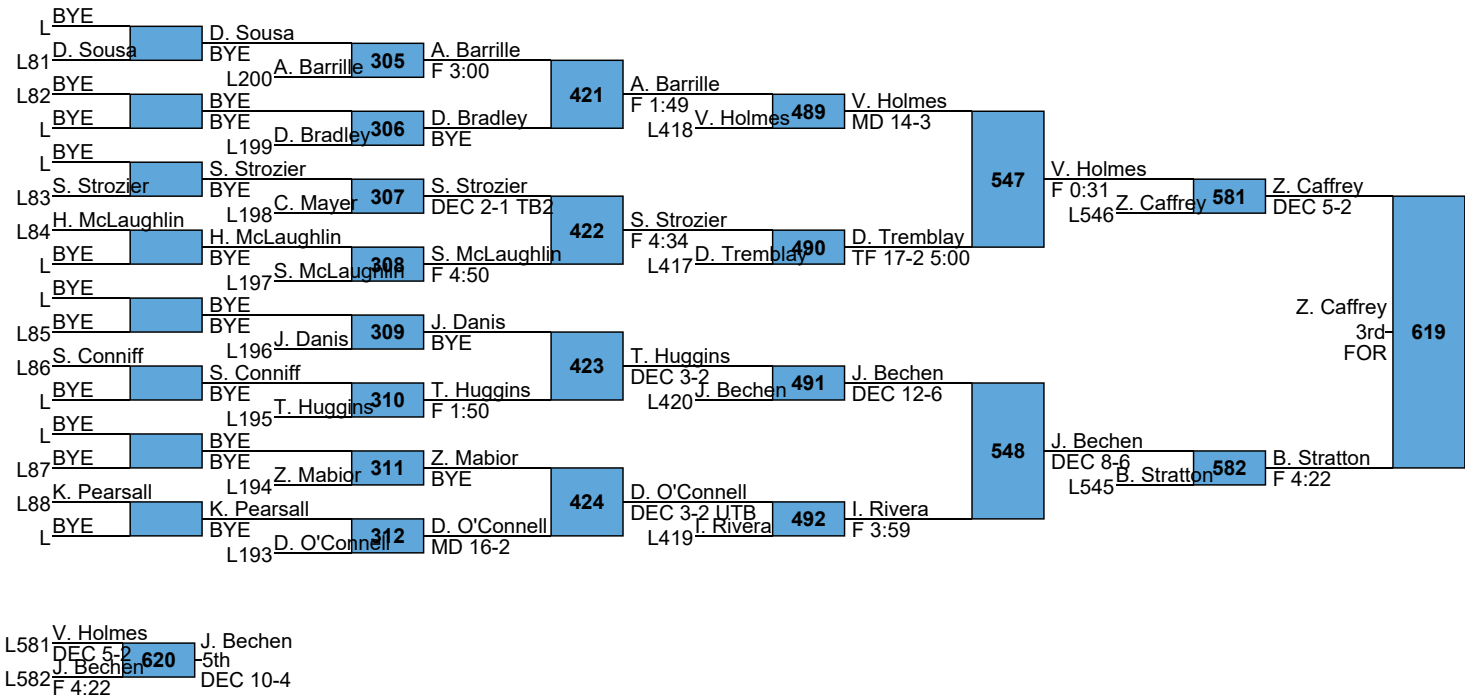 BYE
L
D. Sousa
L81
D. Sousa
BYE
A. Barrille
L200
305
A. Barrille
F 3:00
BYE
L82
BYE
L
BYE
BYE
D. Bradley
L199
306
D. Bradley
BYE
421
A. Barrille
F 1:49
V. Holmes
L418
489
V. Holmes
MD 14-3
BYE
L
S. Strozier
L83
S. Strozier
BYE
C. Mayer
L198
307
S. Strozier
DEC 2-1 TB2
H. McLaughlin
L84
BYE
L
H. McLaughlin
BYE
S. McLaughlin
L197
308
S. McLaughlin
F 4:50
422
S. Strozier
F 4:34
D. Tremblay
L417
490
D. Tremblay
TF 17-2 5:00
547
V. Holmes
F 0:31
Z. Caffrey
L546
581
Z. Caffrey
DEC 5-2
BYE
L
BYE
L85
BYE
BYE
J. Danis
L196
309
J. Danis
BYE
S. Conniff
L86
BYE
L
S. Conniff
BYE
T. Huggins
L195
310
T. Huggins
F 1:50
423
T. Huggins
DEC 3-2
J. Bechen
L420
491
J. Bechen
DEC 12-6
BYE
L
BYE
L87
BYE
BYE
Z. Mabior
L194
311
Z. Mabior
BYE
K. Pearsall
L88
BYE
L
K. Pearsall
BYE
D. O'Connell
L193
312
D. O'Connell
MD 16-2
424
D. O'Connell
DEC 3-2 UTB
I. Rivera
L419
492
I. Rivera
F 3:59
548
J. Bechen
DEC 8-6
B. Stratton
L545
582
B. Stratton
F 4:22
Z. Caffrey
3rd
FOR
619
V. Holmes
L581
DEC 5-2
J. Bechen
L582
F 4:22
620
J. Bechen
5th
DEC 10-4